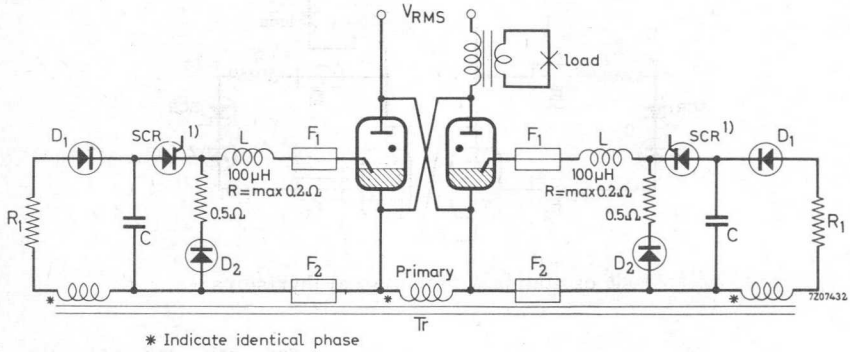 VRMS
load
D1
SCR 1)
L
100μH
R=max 0.2Ω
F1
F1
L
100μH
R=max 0.2Ω
SCR 1)
D1
R1
C
0.5Ω
D2
F2
Primary
F2
D2
0.5Ω
C
R1
*
*
*
7Z07432
Tr
* Indicate identical phase